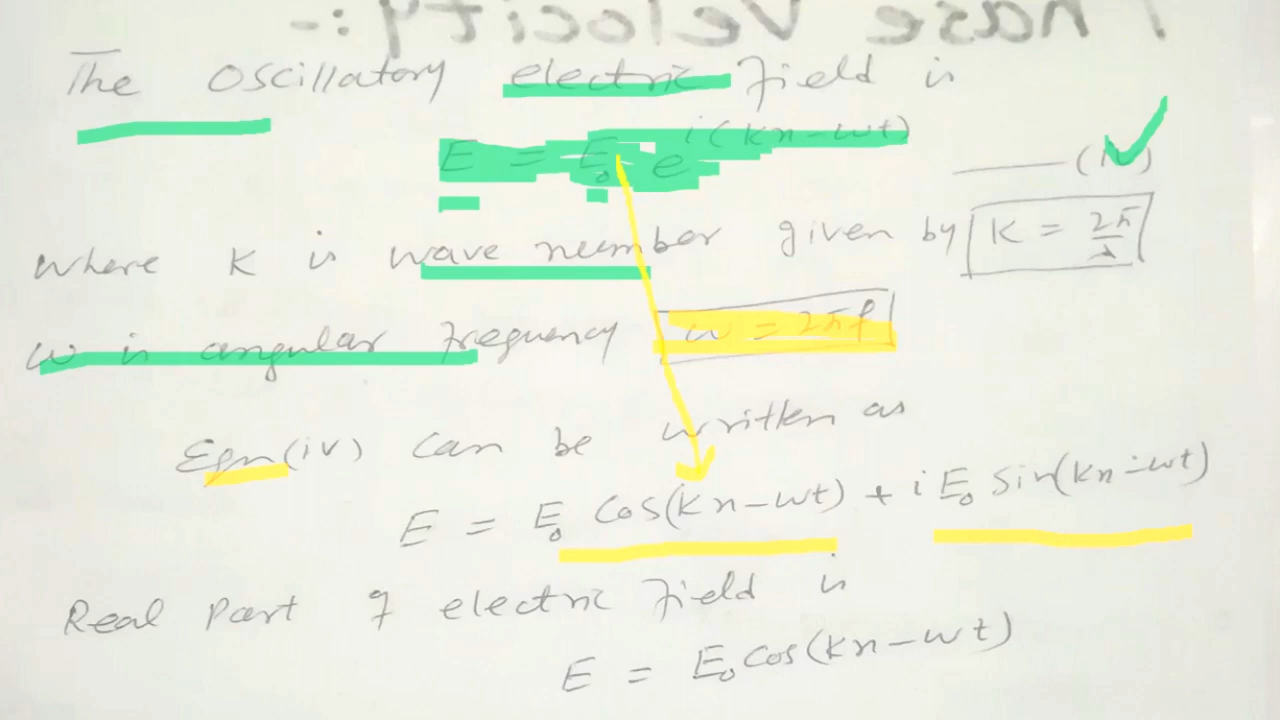 Phase Velocity :-
The oscillatory electric field is
E = E₀ e^i(kx-ωt) —— (iv)
where K is wave number given by K = 2π/λ
ω is angular frequency ω = 2πf
Eqn (iv) can be written as
E = E₀ cos(kx-ωt) + i E₀ sin(kx-ωt)
Real part of electric field is
E = E₀ cos(kx-ωt)